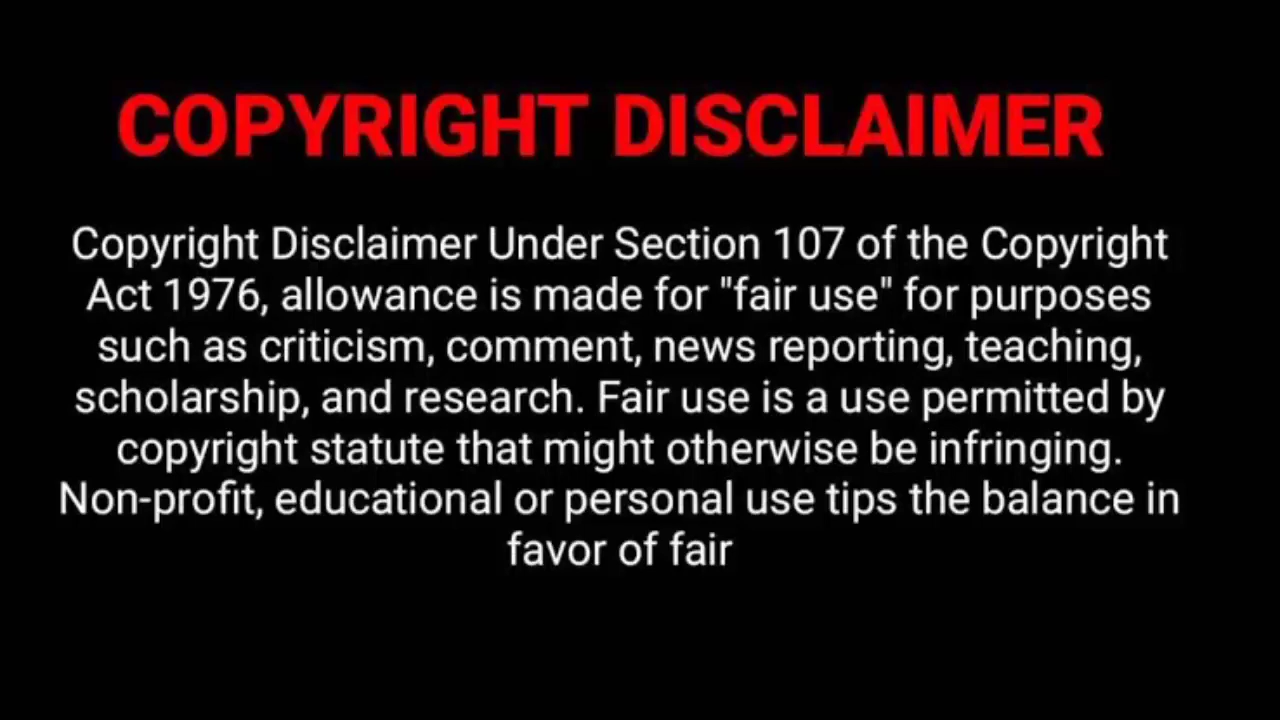 COPYRIGHT DISCLAIMER
Copyright Disclaimer Under Section 107 of the Copyright
Act 1976, allowance is made for "fair use" for purposes
such as criticism, comment, news reporting, teaching,
scholarship, and research. Fair use is a use permitted by
copyright statute that might otherwise be infringing.
Non-profit, educational or personal use tips the balance in
favor of fair